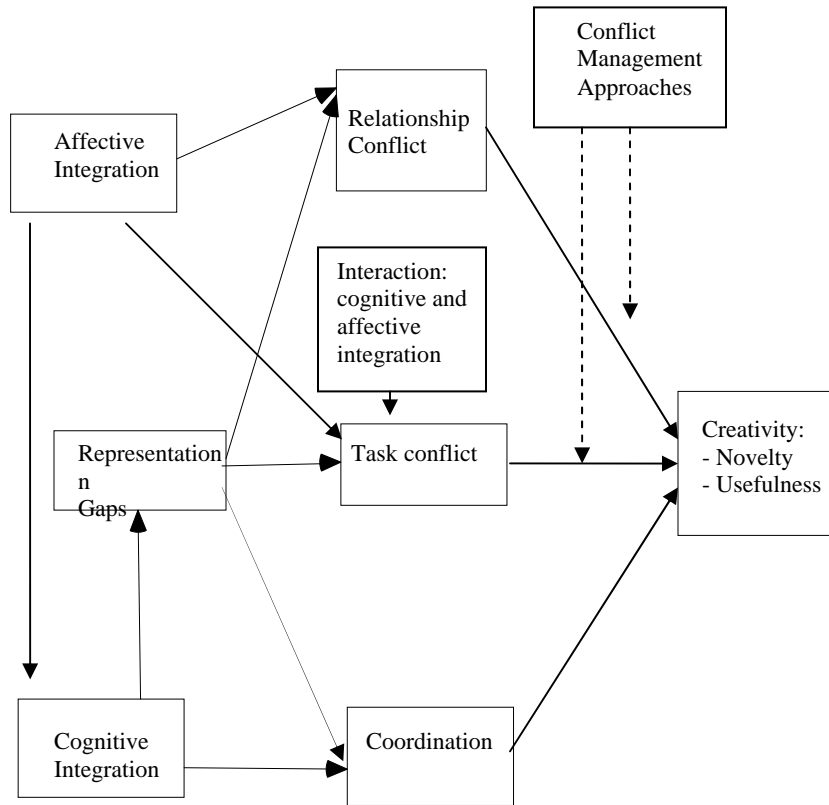 Conflict
Management
Approaches
Relationship
Conflict
Affective
Integration
Interaction:
cognitive and
affective
integration
Creativity:
- Novelty
- Usefulness
Representation
n
Gaps
Task conflict
Cognitive
Integration
Coordination